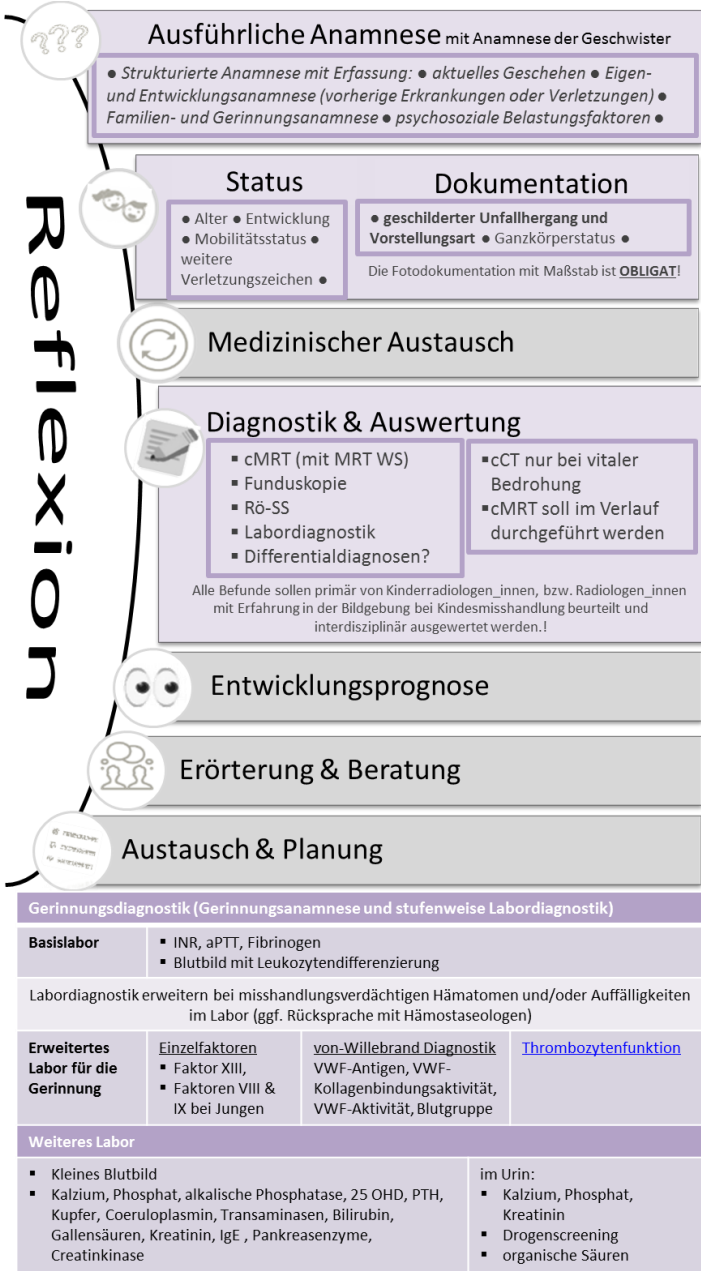 ???
Ausführliche Anamnese mit Anamnese der Geschwister
● Strukturierte Anamnese mit Erfassung: ● aktuelles Geschehen ● Eigen-
und Entwicklungsanamnese (vorherige Erkrankungen oder Verletzungen) ●
Familien- und Gerinnungsanamnese ● psychosoziale Belastungsfaktoren ●
Reflexion
Status
● Alter ● Entwicklung
● Mobilitätsstatus ●
weitere
Verletzungszeichen ●
Dokumentation
● geschilderter Unfallhergang und
Vorstellungsart ● Ganzkörperstatus ●
Die Fotodokumentation mit Maßstab ist OBLIGAT!
Medizinischer Austausch
Diagnostik & Auswertung
▪ cMRT (mit MRT WS)
▪ Funduskopie
▪ Rö-SS
▪ Labordiagnostik
▪ Differentialdiagnosen?
▪cCT nur bei vitaler
Bedrohung
▪cMRT soll im Verlauf
durchgeführt werden
Alle Befunde sollen primär von Kinderradiologen_innen, bzw. Radiologen_innen
mit Erfahrung in der Bildgebung bei Kindesmisshandlung beurteilt und
interdisziplinär ausgewertet werden.!
Entwicklungsprognose
Erörterung & Beratung
Austausch & Planung
Gerinnungsdiagnostik (Gerinnungsanamnese und stufenweise Labordiagnostik)
Basislabor
▪ INR, aPTT, Fibrinogen
▪ Blutbild mit Leukozytendifferenzierung
Labordiagnostik erweitern bei misshandlungsverdächtigen Hämatomen und/oder Auffälligkeiten
im Labor (ggf. Rücksprache mit Hämostaseologen)
Erweitertes
Labor für die
Gerinnung
Einzelfaktoren
▪ Faktor XIII,
▪ Faktoren VIII &
IX bei Jungen
von-Willebrand Diagnostik
VWF-Antigen, VWF-
Kollagenbindungsaktivität,
VWF-Aktivität, Blutgruppe
Thrombozytenfunktion
Weiteres Labor
▪ Kleines Blutbild
▪ Kalzium, Phosphat, alkalische Phosphatase, 25 OHD, PTH,
Kupfer, Coeruloplasmin, Transaminasen, Bilirubin,
Gallensäuren, Kreatinin, IgE , Pankreasenzyme,
Creatinkinase
im Urin:
▪ Kalzium, Phosphat,
Kreatinin
▪ Drogenscreening
▪ organische Säuren